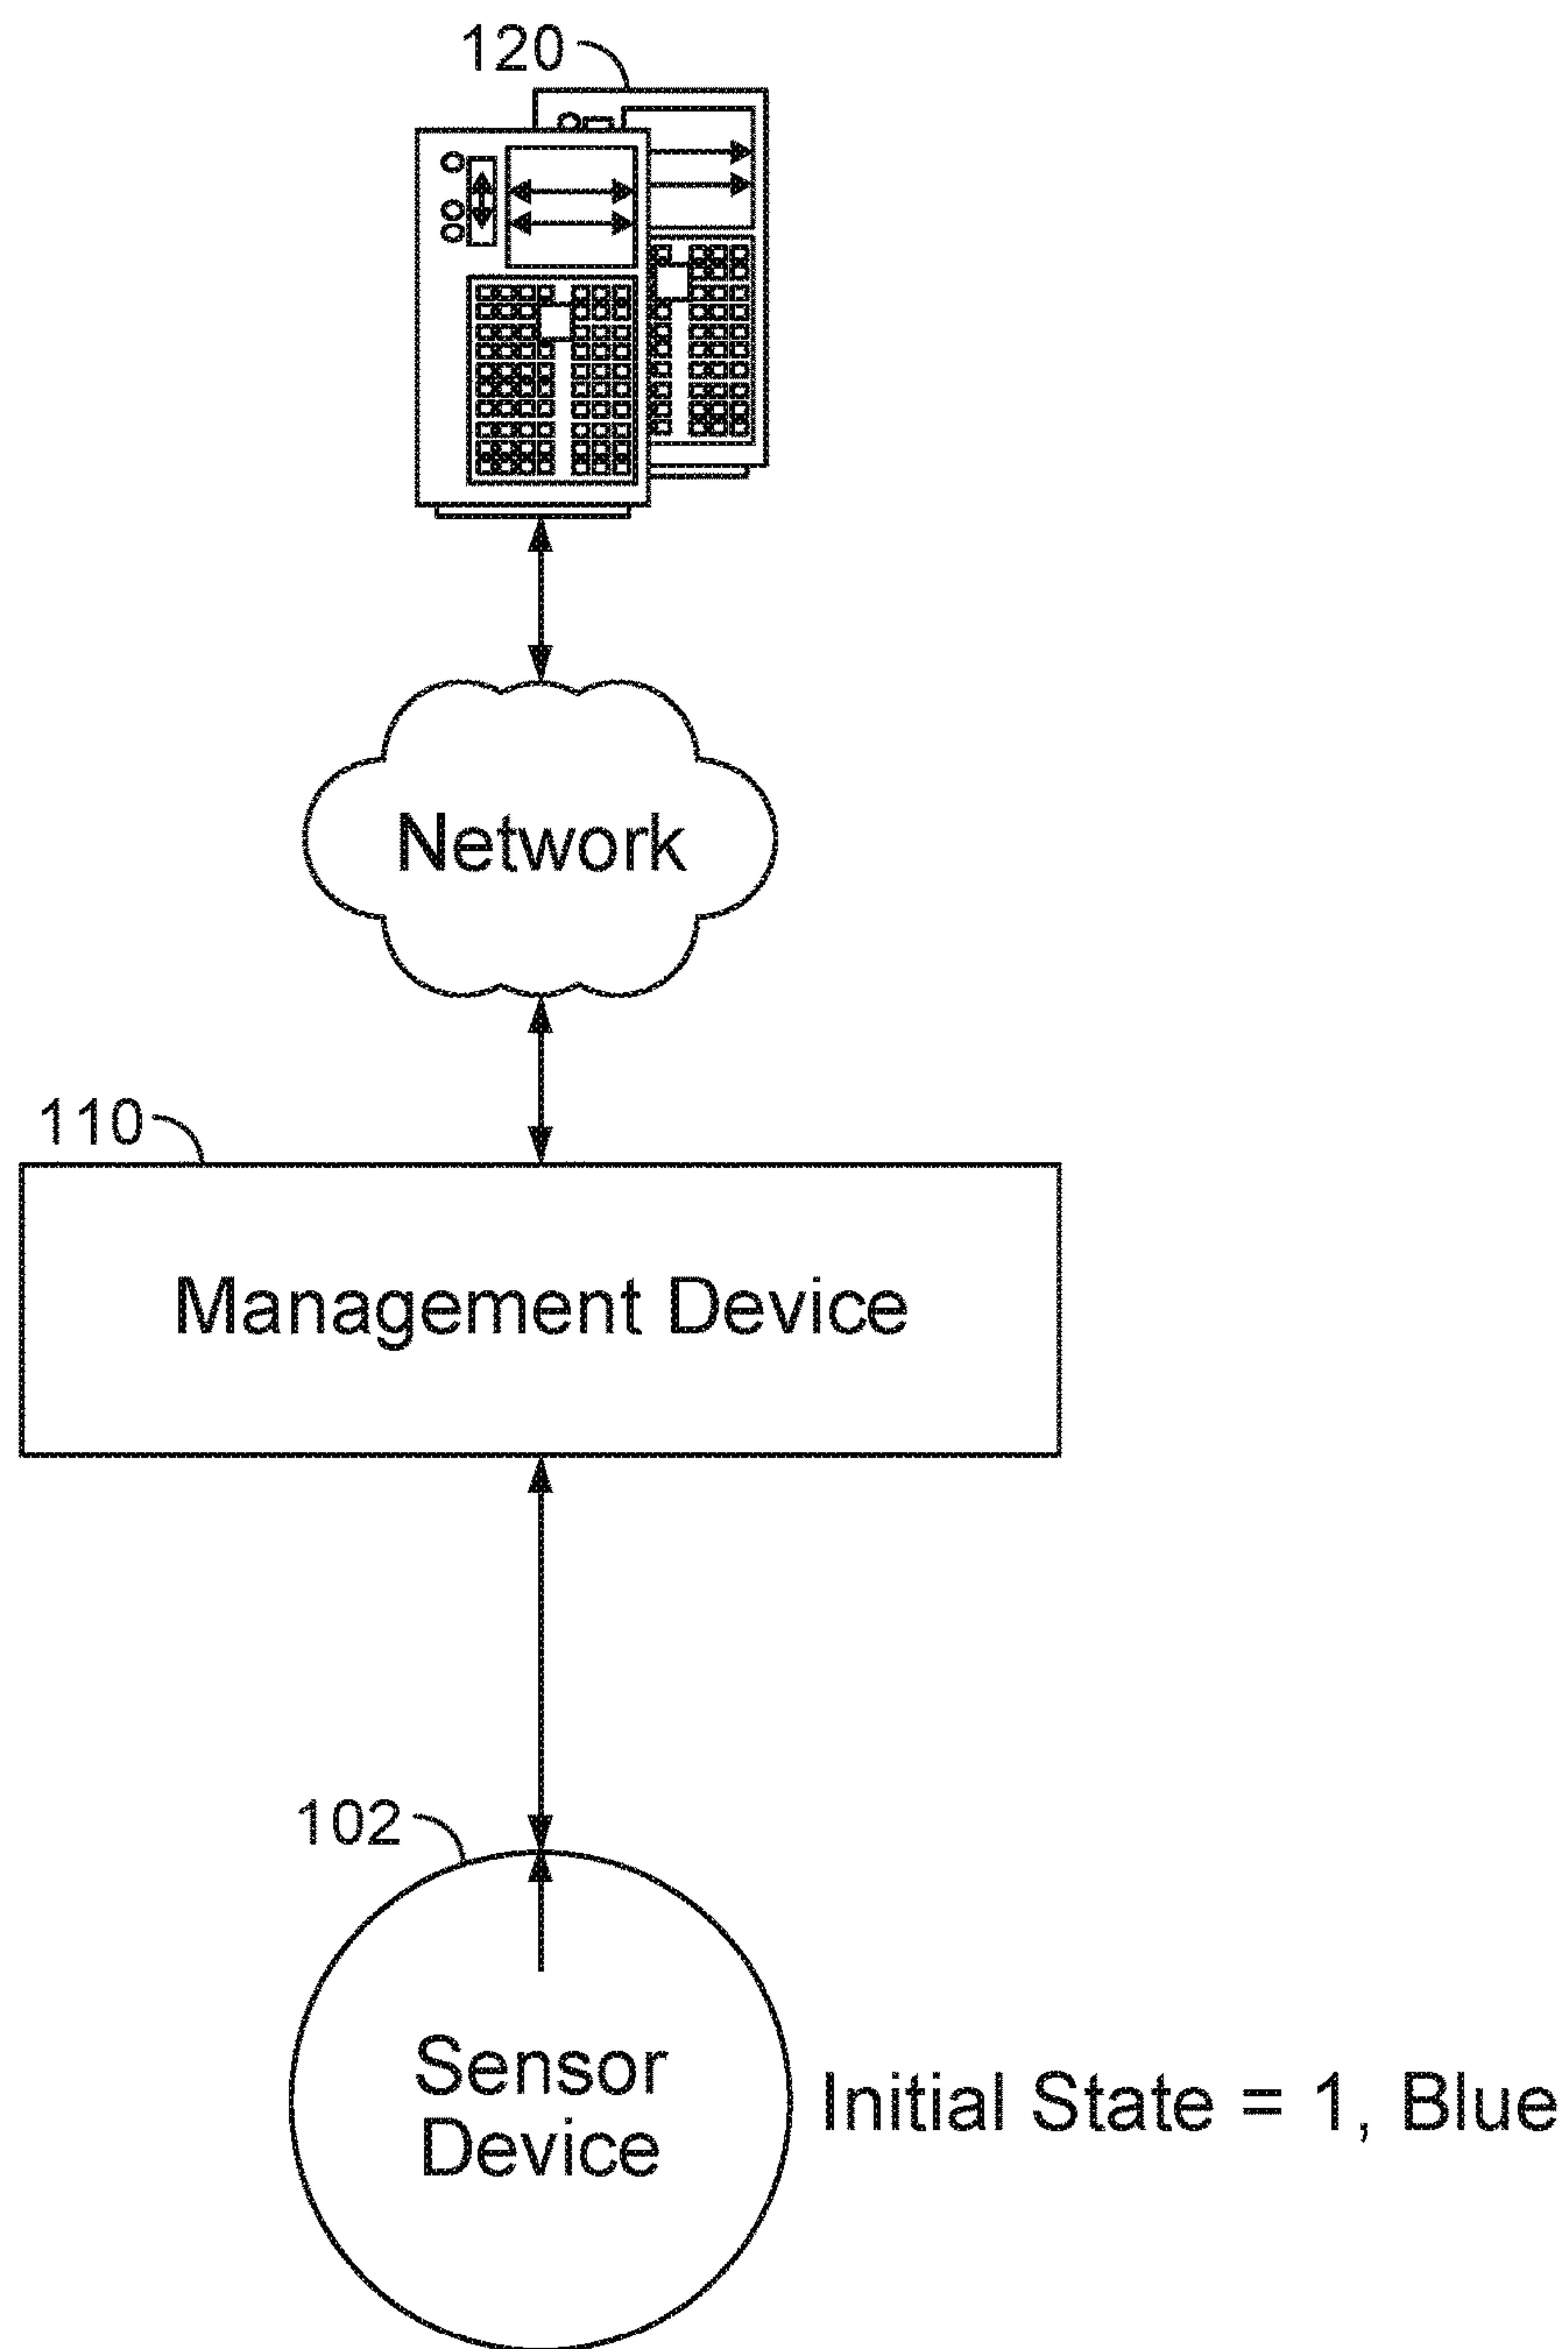 120
Network
110
Management Device
102
Sensor
Device
Initial State = 1, Blue